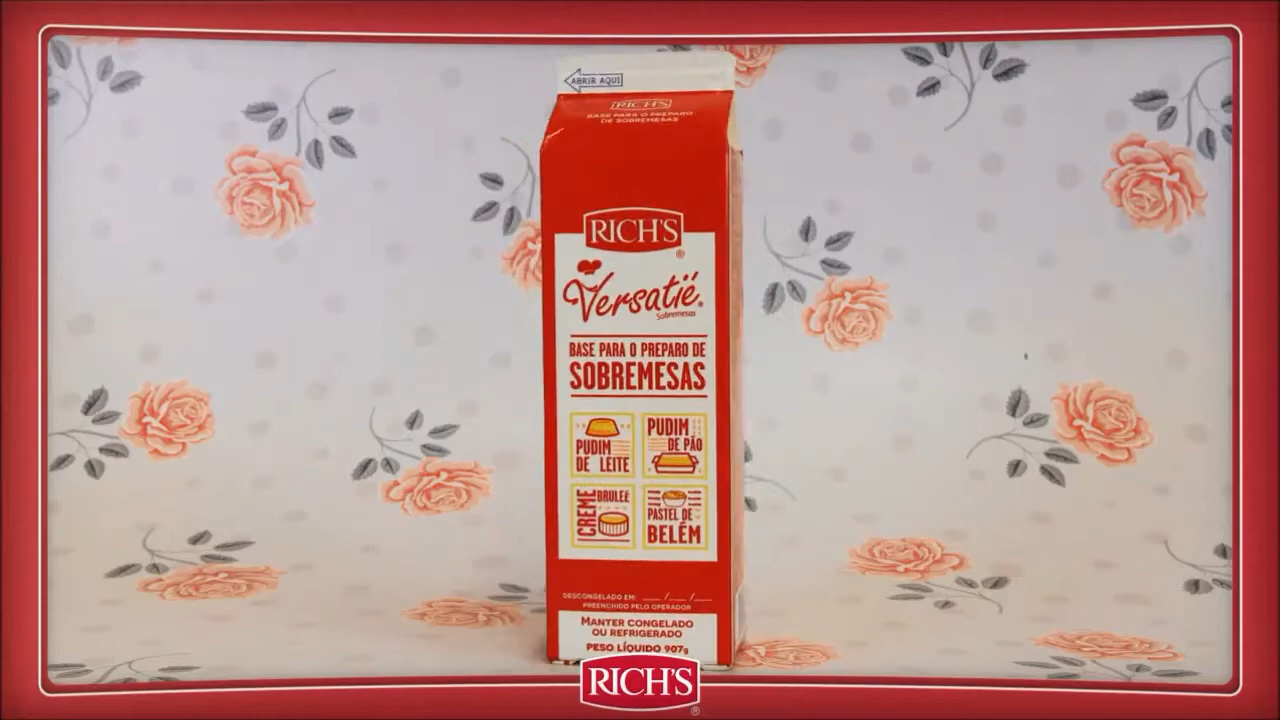 ABRIR AQUI
RICH'S
BASE PARA O PREPARO
DE SOBREMESAS
RICH'S®
Versatié®
Sobremesas
BASE PARA O PREPARO DE
SOBREMESAS
PUDIM
DE LEITE
PUDIM
DE PÃO
CREME
BRULEÉ
PASTEL DE
BELÉM
DESCONGELADO EM: __/__/__
PREENCHIDO PELO OPERADOR
MANTER CONGELADO
OU REFRIGERADO
PESO LÍQUIDO 907g
RICH'S®